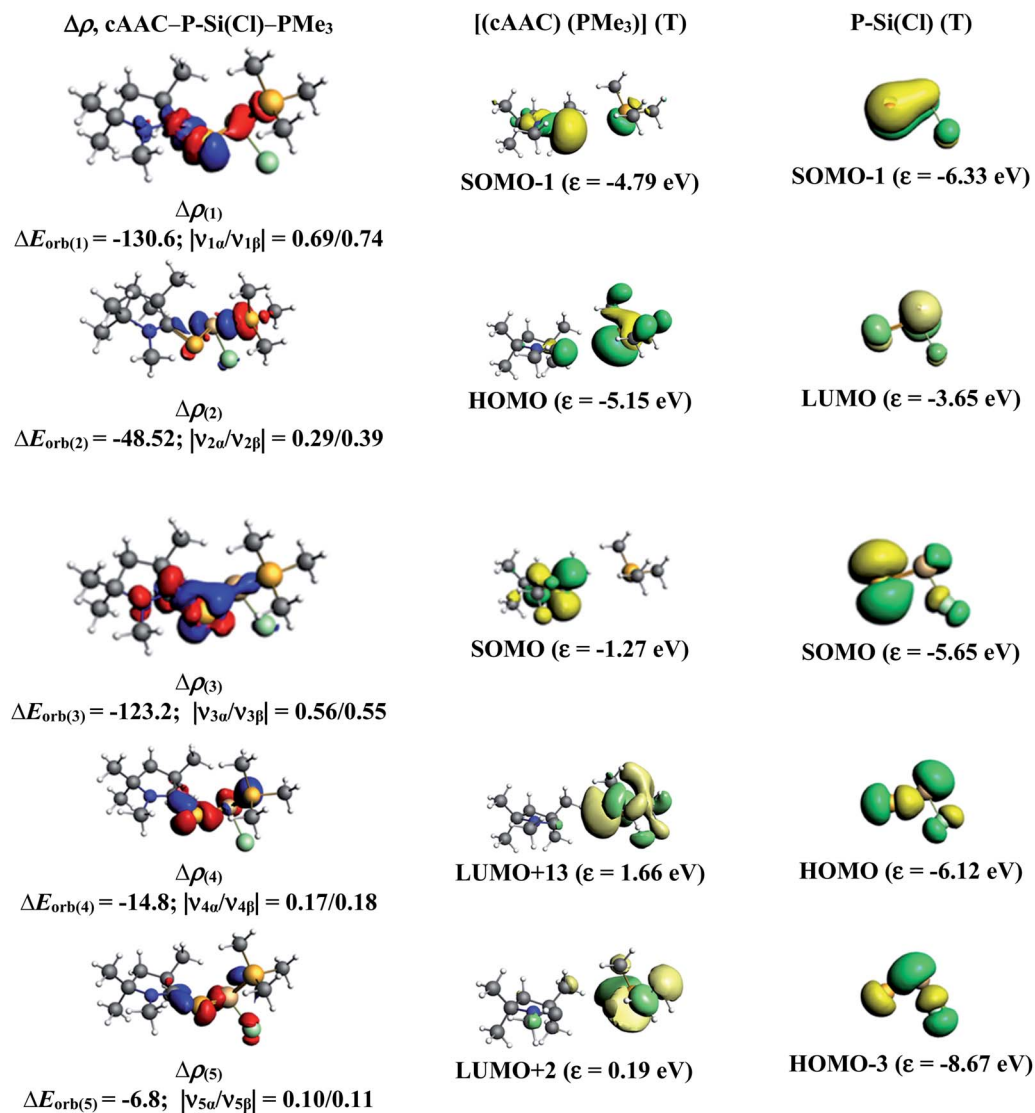 Δρ, cAAC–P-Si(Cl)–PMe₃ [(cAAC) (PMe₃)] (T) P-Si(Cl) (T)
SOMO-1 (ε = -4.79 eV) SOMO-1 (ε = -6.33 eV)
Δρ₍₁₎
ΔE_orb(1) = -130.6; |ν₁α/ν₁β| = 0.69/0.74
HOMO (ε = -5.15 eV) LUMO (ε = -3.65 eV)
Δρ₍₂₎
ΔE_orb(2) = -48.52; |ν₂α/ν₂β| = 0.29/0.39
SOMO (ε = -1.27 eV) SOMO (ε = -5.65 eV)
Δρ₍₃₎
ΔE_orb(3) = -123.2; |ν₃α/ν₃β| = 0.56/0.55
LUMO+13 (ε = 1.66 eV) HOMO (ε = -6.12 eV)
Δρ₍₄₎
ΔE_orb(4) = -14.8; |ν₄α/ν₄β| = 0.17/0.18
LUMO+2 (ε = 0.19 eV) HOMO-3 (ε = -8.67 eV)
Δρ₍₅₎
ΔE_orb(5) = -6.8; |ν₅α/ν₅β| = 0.10/0.11